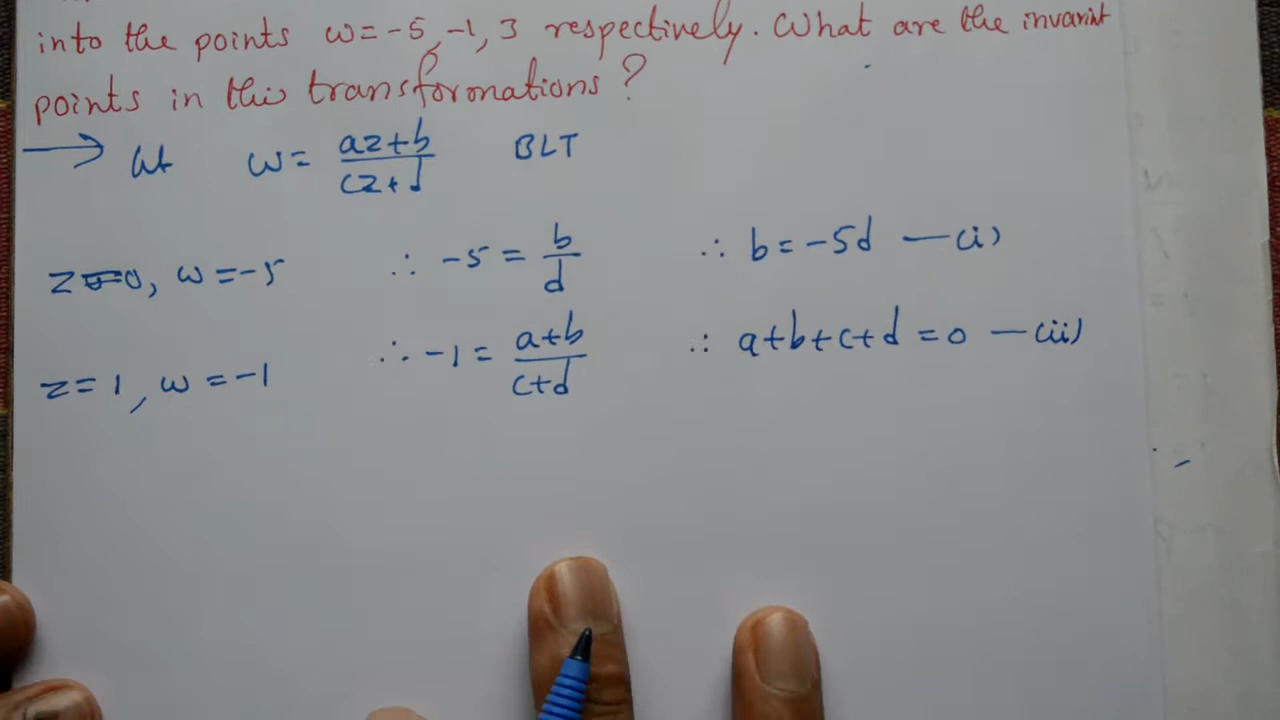 into the points w = -5, -1, 3 respectively. What are the invarint
points in this transformations ?
→ let w = (az+b)/(cz+d) BLT
z=0, w = -5 ∴ -5 = b/d ∴ b = -5d —(i)
z = 1, w = -1 ∴ -1 = (a+b)/(c+d) ∴ a+b+c+d = 0 —(ii)